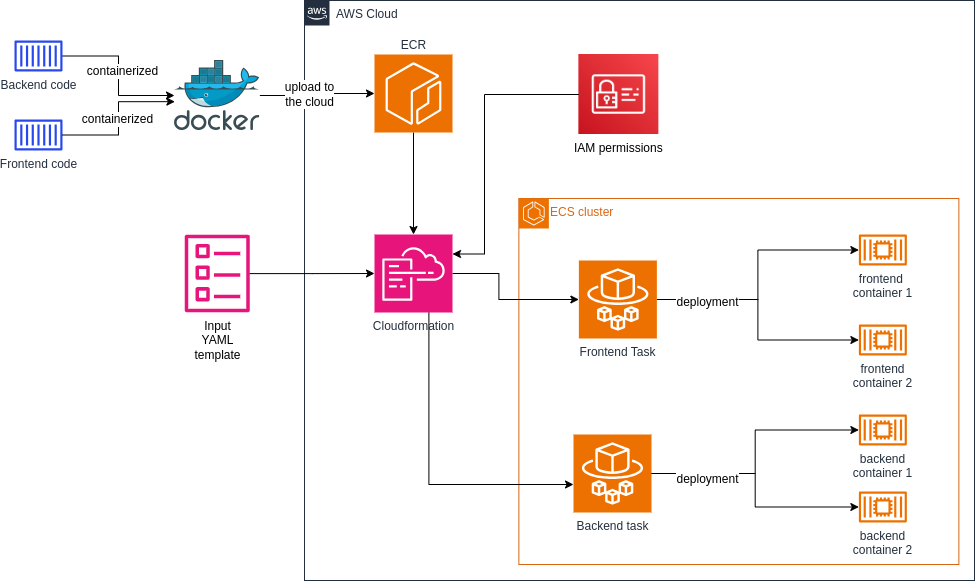 aws
AWS Cloud
Backend code
containerized
containerized
Frontend code
docker
upload to
the cloud
ECR
IAM permissions
Input
YAML
template
Cloudformation
ECS cluster
Frontend Task
deployment
frontend
container 1
frontend
container 2
Backend task
deployment
backend
container 1
backend
container 2